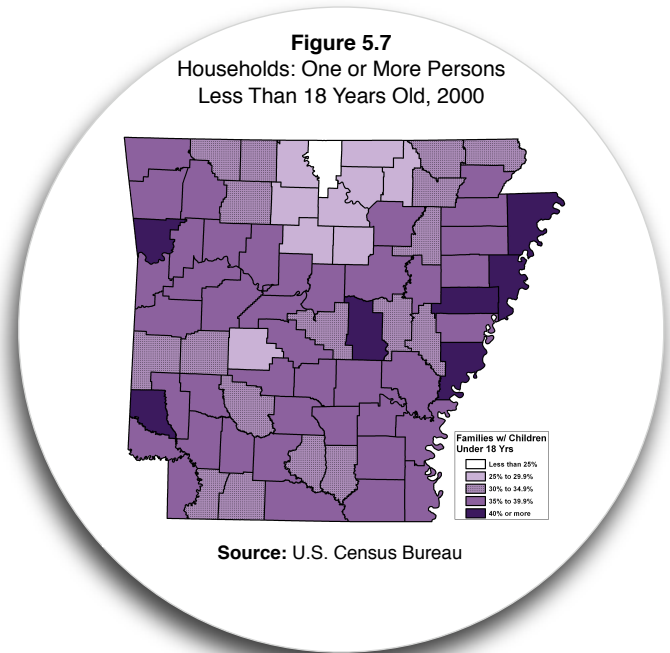 Figure 5.7
Households: One or More Persons
Less Than 18 Years Old, 2000
Families w/ Children
Under 18 Yrs
Less than 25%
25% to 29.9%
30% to 34.9%
35% to 39.9%
40% or more
Source: U.S. Census Bureau